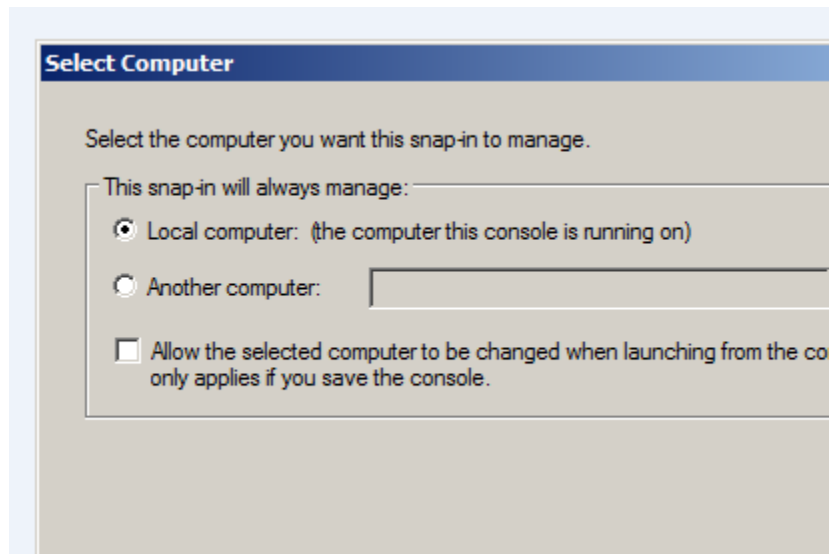 Select Computer
Select the computer you want this snap-in to manage.
This snap-in will always manage:
Local computer: (the computer this console is running on)
Another computer:
Allow the selected computer to be changed when launching from the
only applies if you save the console.